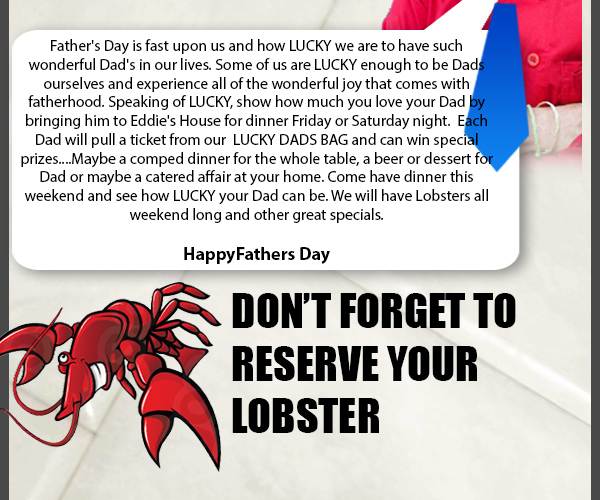 Father's Day is fast upon us and how LUCKY we are to have such
wonderful Dad's in our lives. Some of us are LUCKY enough to be Dads
ourselves and experience all of the wonderful joy that comes with
fatherhood. Speaking of LUCKY, show how much you love your Dad by
bringing him to Eddie's House for dinner Friday or Saturday night.  Each
Dad will pull a ticket from our  LUCKY DADS BAG and can win special
prizes....Maybe a comped dinner for the whole table, a beer or dessert for
Dad or maybe a catered affair at your home. Come have dinner this
weekend and see how LUCKY your Dad can be. We will have Lobsters all
weekend long and other great specials.
HappyFathers Day
DON'T FORGET TO
RESERVE YOUR
LOBSTER